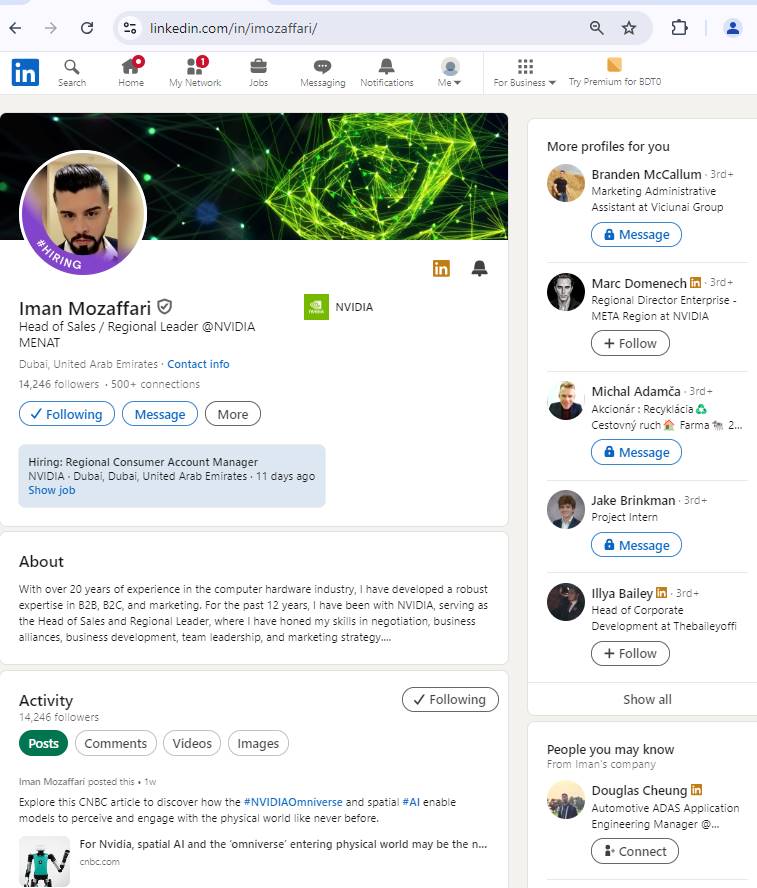 linkedin.com/in/imozaffari/
in
Search
Home
1
My Network
Jobs
Messaging
Notifications
Me
For Business
Try Premium for BDT0
#HIRING
in
Iman Mozaffari
Head of Sales / Regional Leader @NVIDIA
MENAT
NVIDIA
Dubai, United Arab Emirates · Contact info
14,246 followers · 500+ connections
Following
Message
More
Hiring: Regional Consumer Account Manager
NVIDIA · Dubai, Dubai, United Arab Emirates · 11 days ago
Show job
About
With over 20 years of experience in the computer hardware industry, I have developed a robust
expertise in B2B, B2C, and marketing. For the past 12 years, I have been with NVIDIA, serving as
the Head of Sales and Regional Leader, where I have honed my skills in negotiation, business
alliances, business development, team leadership, and marketing strategy....
Activity
14,246 followers
Following
Posts
Comments
Videos
Images
Iman Mozaffari posted this • 1w
Explore this CNBC article to discover how the #NVIDIAOmniverse and spatial #AI enable
models to perceive and engage with the physical world like never before.
For Nvidia, spatial AI and the ‘omniverse’ entering physical world may be the n...
cnbc.com
More profiles for you
Branden McCallum · 3rd+
Marketing Administrative
Assistant at Viciunai Group
Message
Marc Domenech in · 3rd+
Regional Director Enterprise -
META Region at NVIDIA
+ Follow
Michal Adamča · 3rd+
Akcionár : Recyklácia♻
Cestovný ruch🏠 Farma🐄 2...
Message
Jake Brinkman · 3rd+
Project Intern
Message
Illya Bailey in · 3rd+
Head of Corporate
Development at Thebaileyoffi
+ Follow
Show all
People you may know
From Iman's company
Douglas Cheung in
Automotive ADAS Application
Engineering Manager @...
Connect